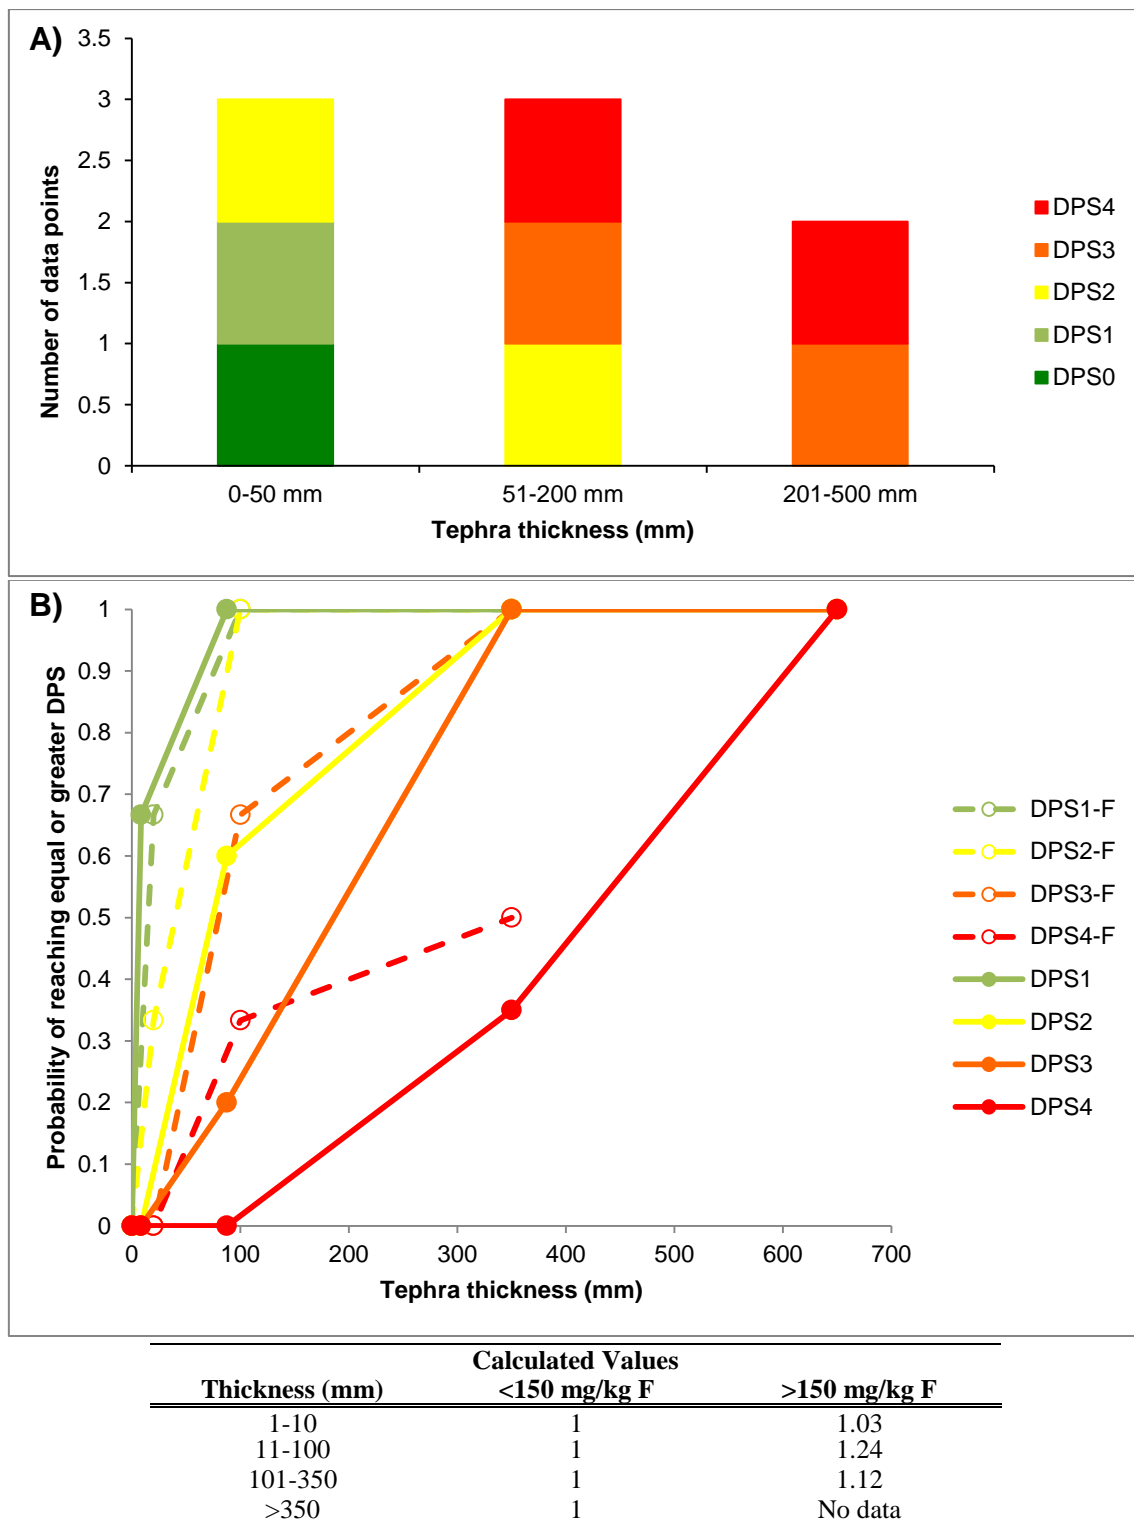 A)
3.5
3
2.5
2
1.5
1
0.5
0
Number of data points
0-50 mm 51-200 mm 201-500 mm
Tephra thickness (mm)
DPS4
DPS3
DPS2
DPS1
DPS0
B)
1
0.9
0.8
0.7
0.6
0.5
0.4
0.3
0.2
0.1
0
Probability of reaching equal or greater DPS
0 100 200 300 400 500 600 700
Tephra thickness (mm)
DPS1-F
DPS2-F
DPS3-F
DPS4-F
DPS1
DPS2
DPS3
DPS4
Calculated Values
Thickness (mm) <150 mg/kg F >150 mg/kg F
1-10 1 1.03
11-100 1 1.24
101-350 1 1.12
>350 1 No data